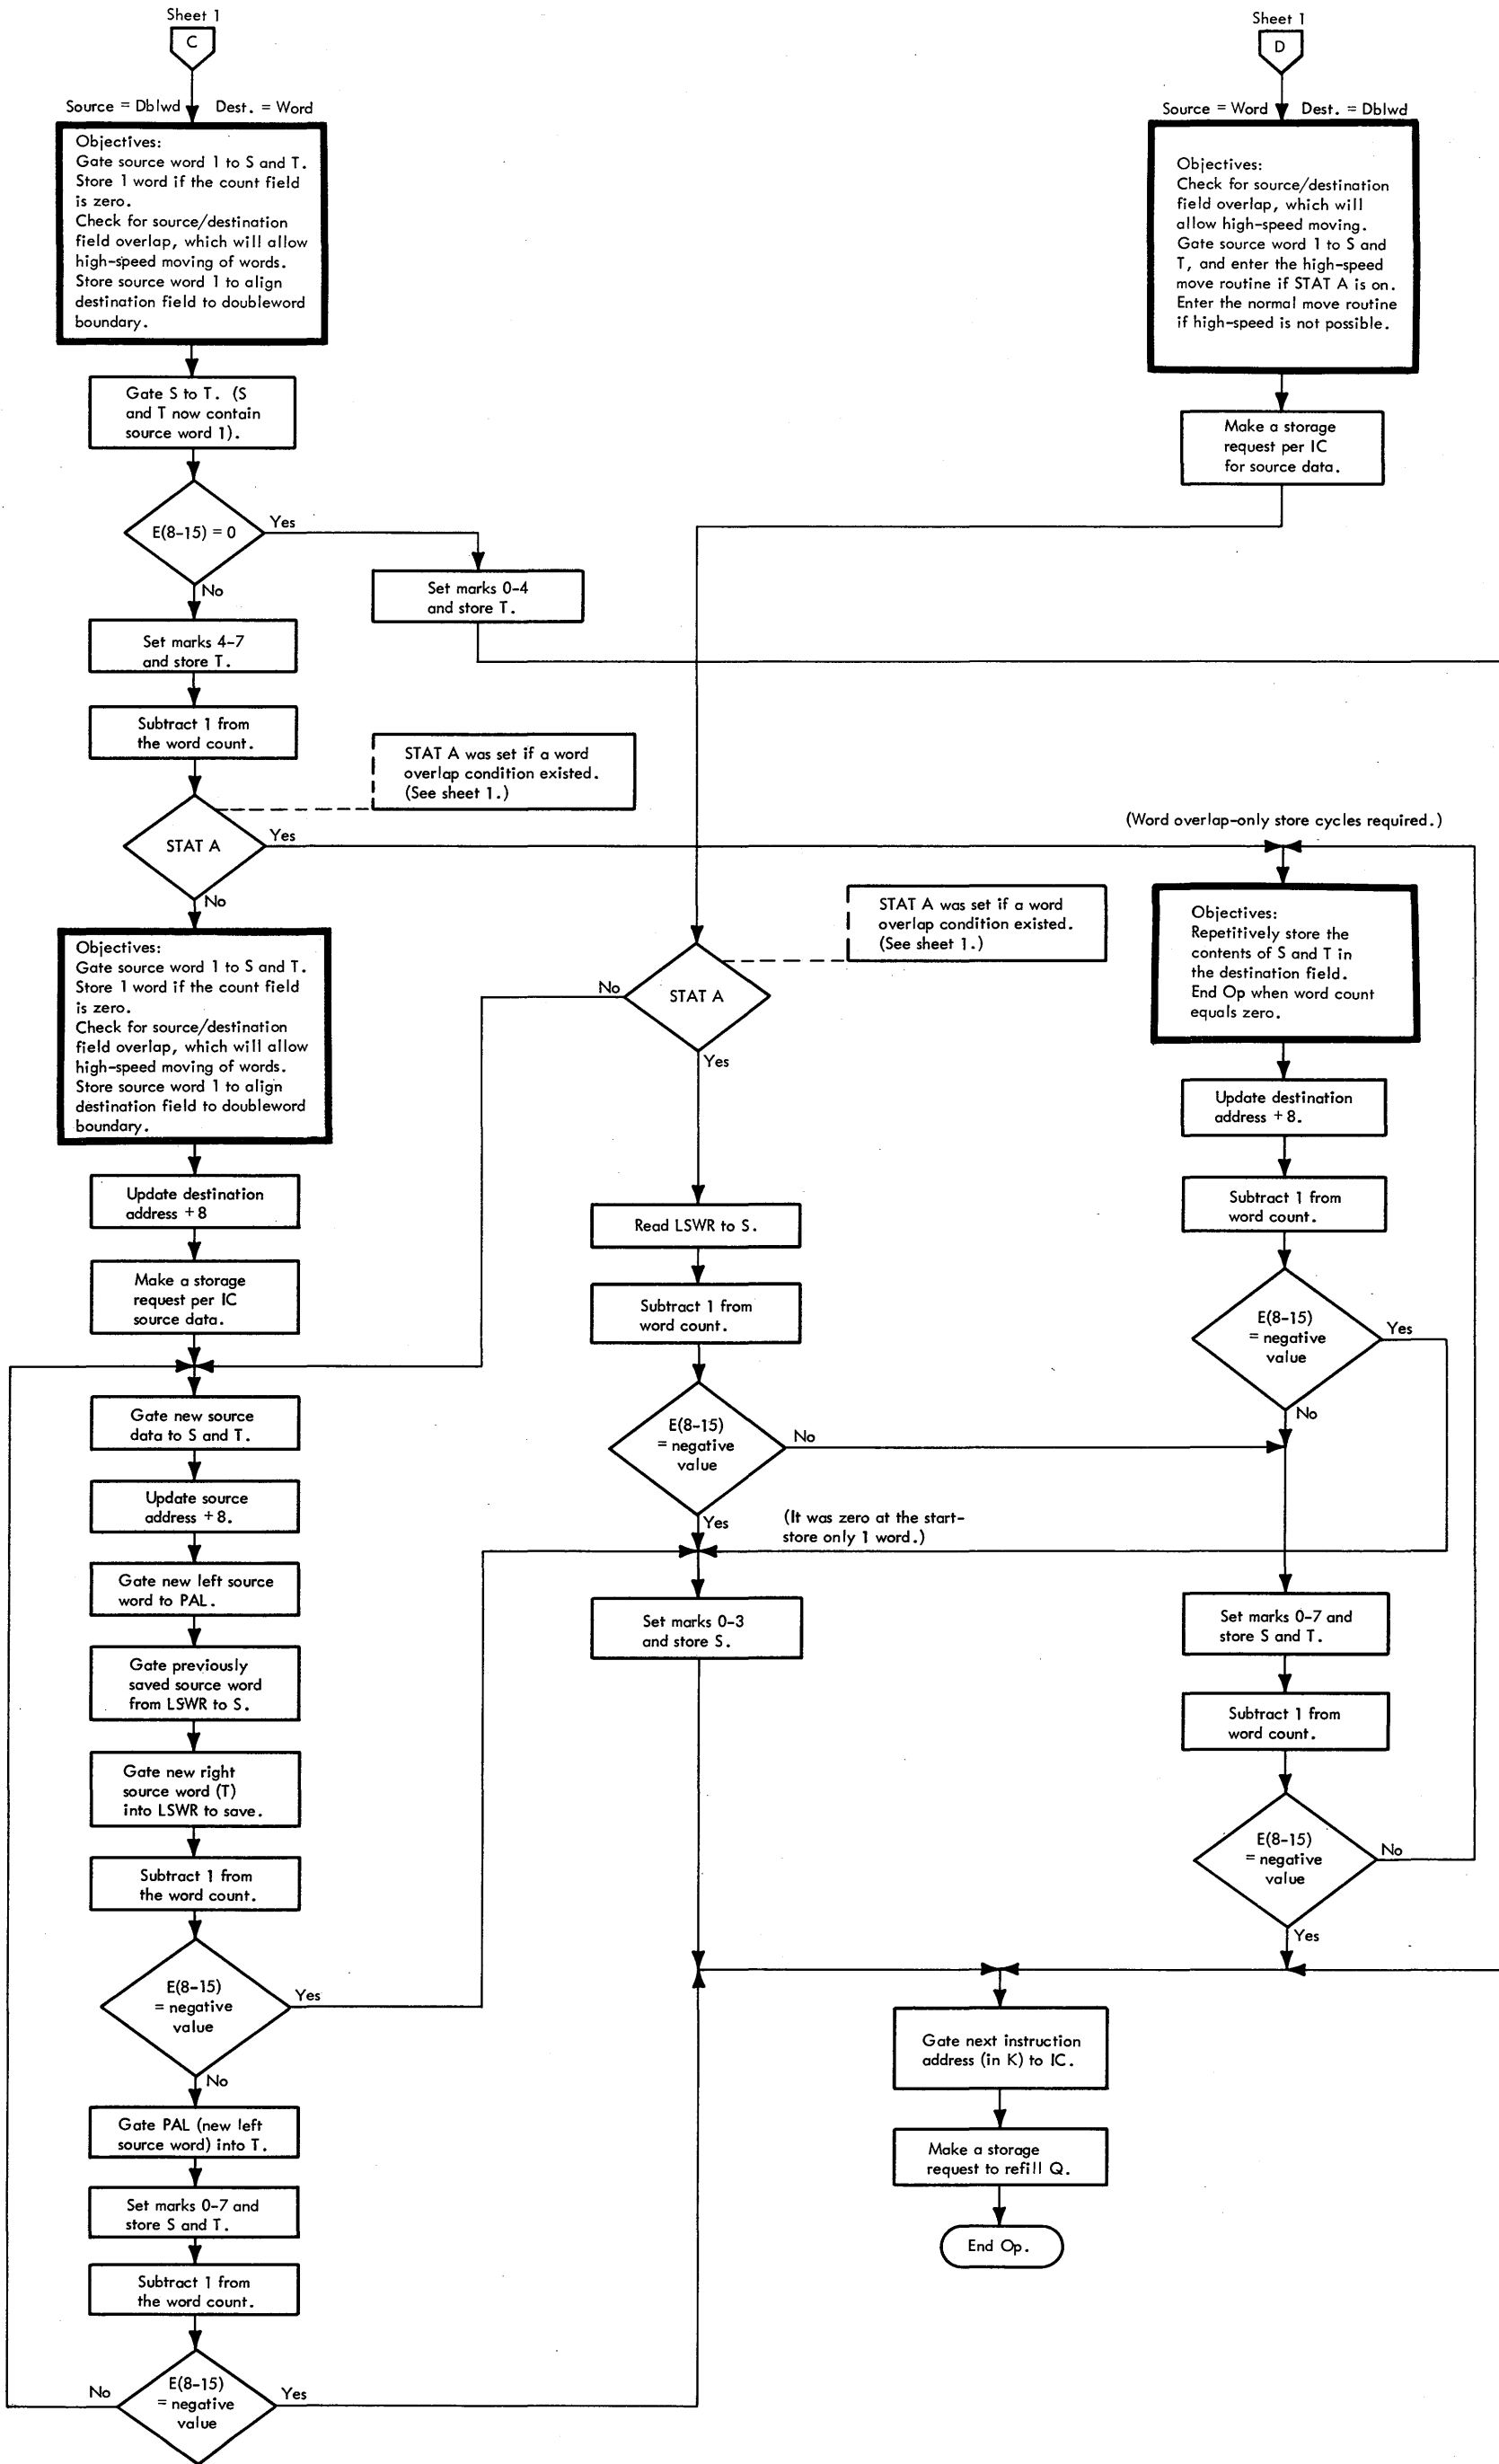 Sheet 1
C
Source = Dblwd Dest. = Word
Objectives:
Gate source word 1 to S and T.
Store 1 word if the count field
is zero.
Check for source/destination
field overlap, which will allow
high-speed moving of words.
Store source word 1 to align
destination field to doubleword
boundary.
Gate S to T. (S
and T now contain
source word 1).
E(8-15) = 0
Yes
No
Set marks 0-4
and store T.
Set marks 4-7
and store T.
Subtract 1 from
the word count.
STAT A was set if a word
overlap condition existed.
(See sheet 1.)
STAT A
Yes
No
Objectives:
Gate source word 1 to S and T.
Store 1 word if the count field
is zero.
Check for source/destination
field overlap, which will allow
high-speed moving of words.
Store source word 1 to align
destination field to doubleword
boundary.
Update destination
address +8
Make a storage
request per IC
source data.
Gate new source
data to S and T.
Update source
address +8.
Gate new left source
word to PAL.
Gate previously
saved source word
from LSWR to S.
Gate new right
source word (T)
into LSWR to save.
Subtract 1 from
the word count.
E(8-15)
= negative
value
Yes
No
Gate PAL (new left
source word) into T.
Set marks 0-7 and
store S and T.
Subtract 1 from
the word count.
E(8-15)
= negative
value
No
Yes
Sheet 1
D
Source = Word Dest. = Dblwd
Objectives:
Check for source/destination
field overlap, which will
allow high-speed moving.
Gate source word 1 to S and
T, and enter the high-speed
move routine if STAT A is on.
Enter the normal move routine
if high-speed is not possible.
Make a storage
request per IC
for source data.
STAT A was set if a word
overlap condition existed.
(See sheet 1.)
STAT A
No
Yes
Read LSWR to S.
Subtract 1 from
word count.
E(8-15)
= negative
value
No
Yes
(It was zero at the start-
store only 1 word.)
Set marks 0-3
and store S.
(Word overlap-only store cycles required.)
Objectives:
Repetitively store the
contents of S and T in
the destination field.
End Op when word count
equals zero.
Update destination
address +8.
Subtract 1 from
word count.
E(8-15)
= negative
value
Yes
No
Set marks 0-7 and
store S and T.
Subtract 1 from
word count.
E(8-15)
= negative
value
No
Yes
Gate next instruction
address (in K) to IC.
Make a storage
request to refill Q.
End Op.